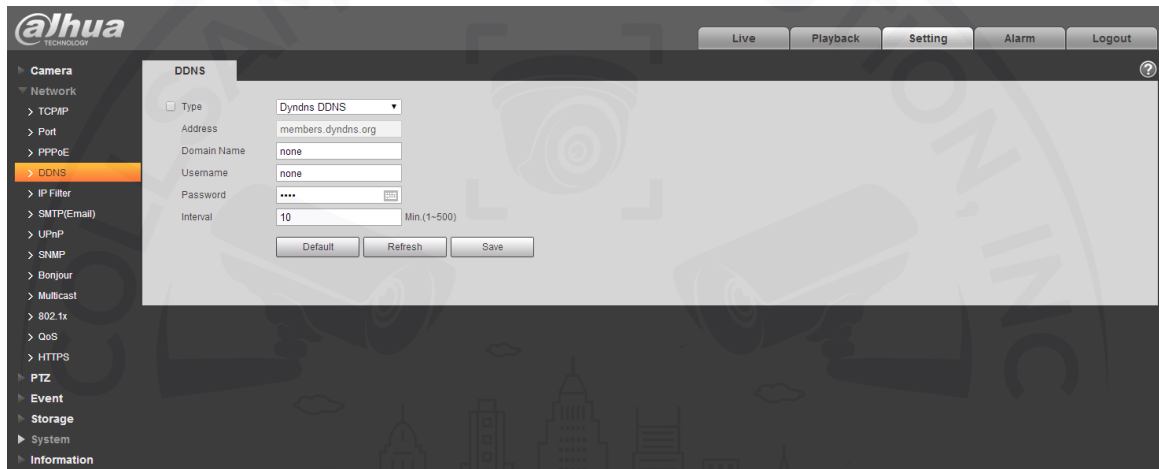 alhua
TECHNOLOGY
Live Playback Setting Alarm Logout
Camera
Network
> TCP/IP
> Port
> PPPoE
> DDNS
> IP Filter
> SMTP(Email)
> UPnP
> SNMP
> Bonjour
> Multicast
> 802.1x
> QoS
> HTTPS
PTZ
Event
Storage
System
Information
DDNS
?
Type Dyndns DDNS
Address members.dyndns.org
Domain Name none
Username none
Password ••••
Interval 10 Min.(1~500)
Default Refresh Save